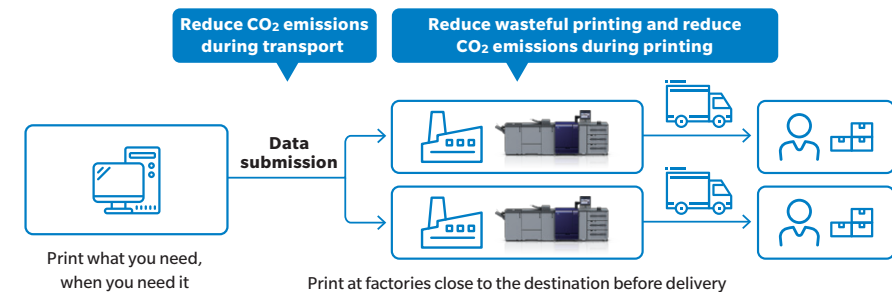 Reduce CO₂ emissions
during transport
Reduce wasteful printing and reduce
CO₂ emissions during printing
Data
submission
Print what you need,
when you need it
Print at factories close to the destination before delivery